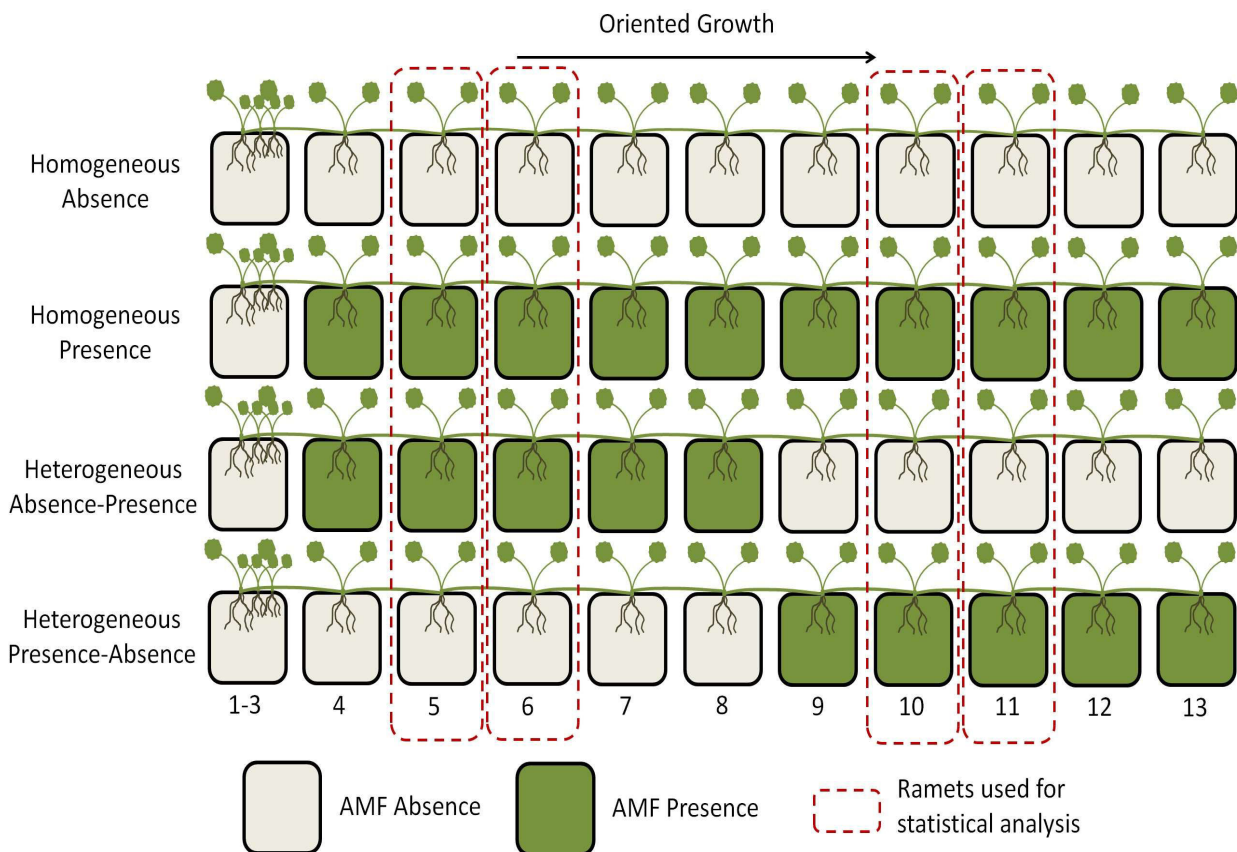 Oriented Growth
Homogeneous
Absence
Homogeneous
Presence
Heterogeneous
Absence-Presence
Heterogeneous
Presence-Absence
1-3 4 5 6 7 8 9 10 11 12 13
AMF Absence
AMF Presence
Ramets used for
statistical analysis